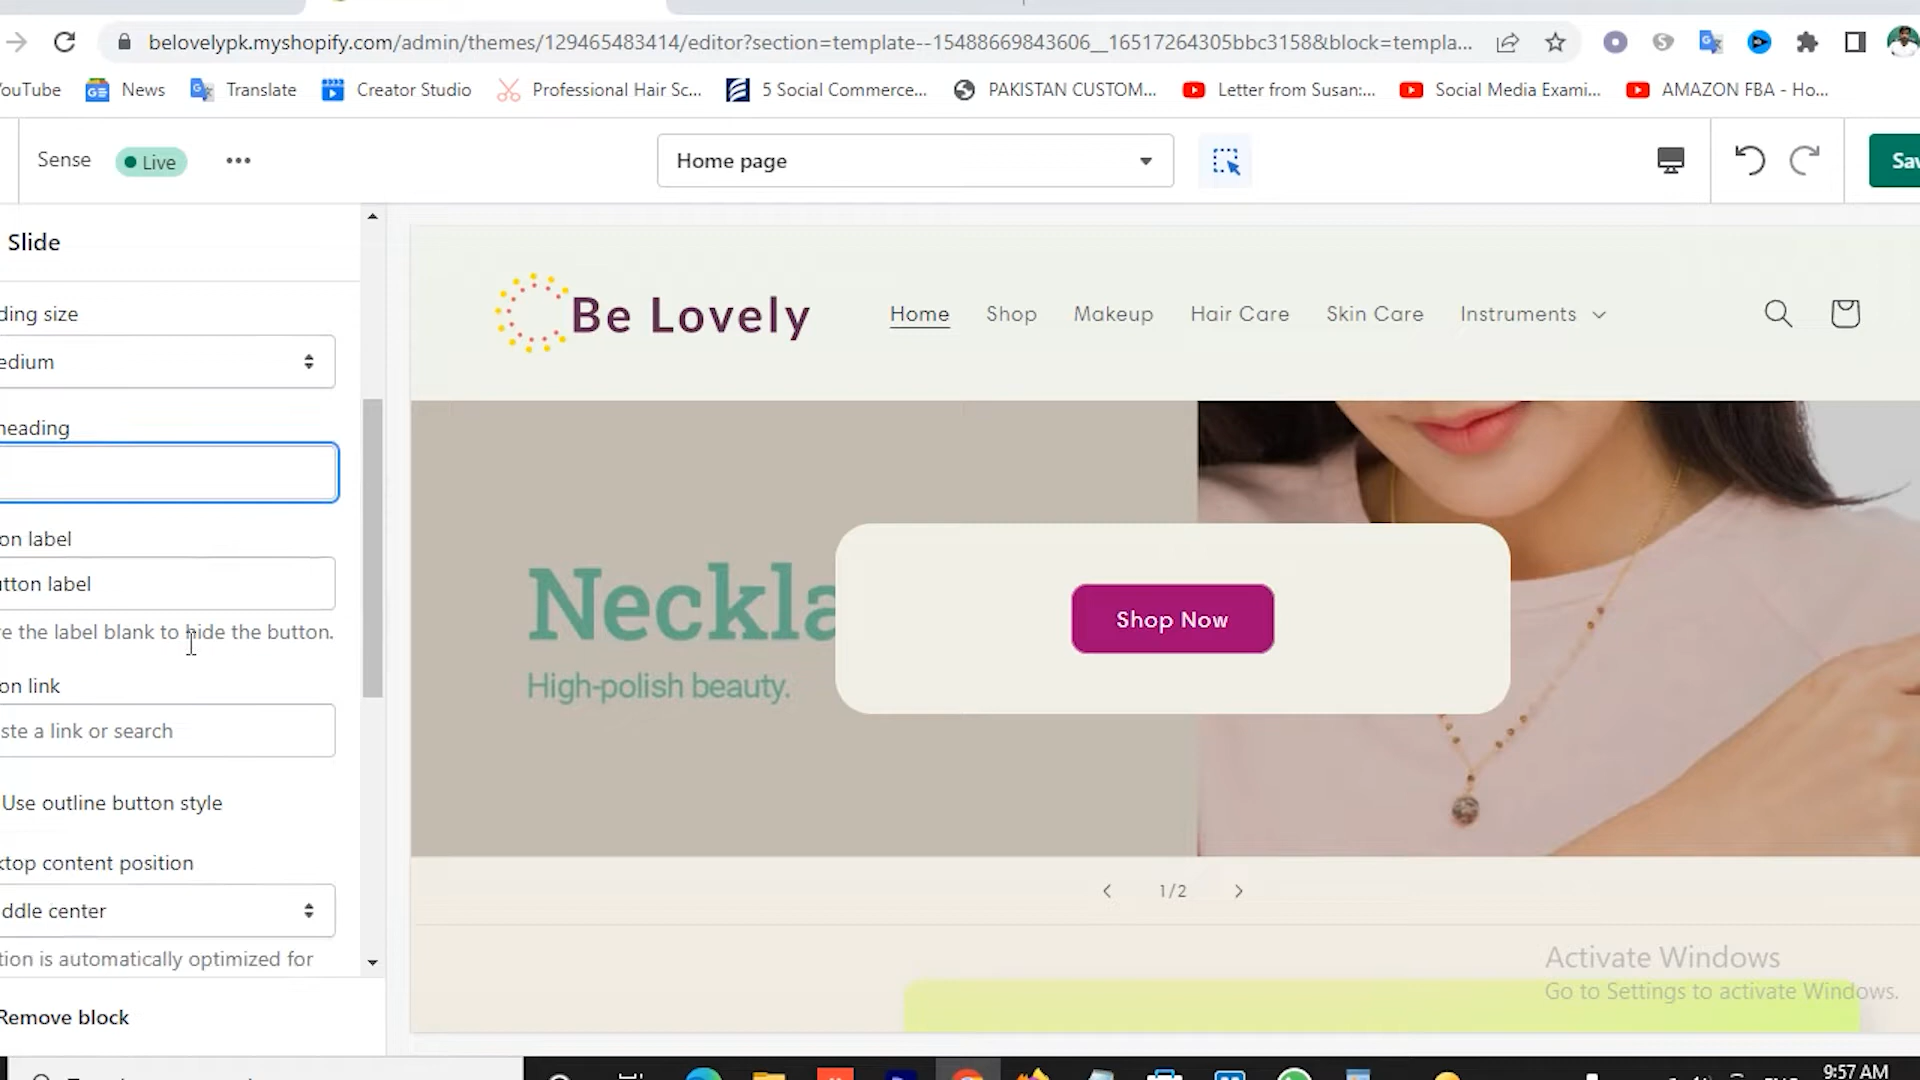 belovelypk.myshopify.com/admin/themes/129465483414/editor?section=template--15488669843606__16517264305bbc3158&block=templa...
YouTube News Translate Creator Studio Professional Hair Sc... 5 Social Commerce... PAKISTAN CUSTOM... Letter from Susan:... Social Media Exami... AMAZON FBA - Ho...
Sense Live ••• Home page Sav
Slide
ding size
edium
heading
on label
tton label
e the label blank to hide the button.
on link
ste a link or search
Use outline button style
ktop content position
ddle center
tion is automatically optimized for
Remove block
Be Lovely Home Shop Makeup Hair Care Skin Care Instruments
Neckla
High-polish beauty.
Shop Now
1/2
Activate Windows
Go to Settings to activate Windows.
9:57 AM